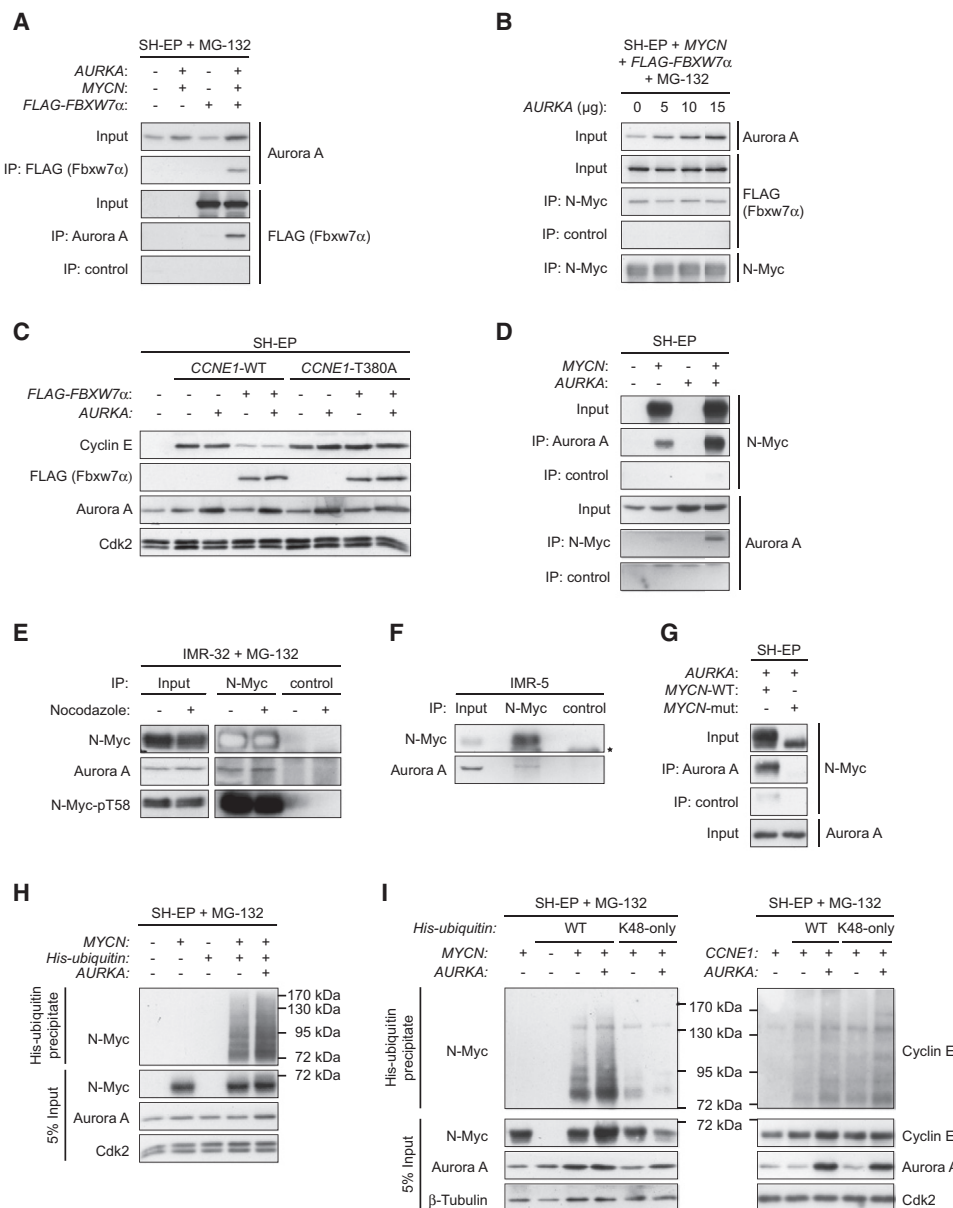 A
SH-EP + MG-132
AURKA: - + - +
MYCN: - + - +
FLAG-FBXW7α: - - + +
Input
IP: FLAG (Fbxw7α)
Aurora A
Input
IP: Aurora A
IP: control
FLAG (Fbxw7α)
B
SH-EP + MYCN
+ FLAG-FBXW7α
+ MG-132
AURKA (µg): 0 5 10 15
Input
Aurora A
Input
IP: N-Myc
IP: control
FLAG
(Fbxw7α)
IP: N-Myc
N-Myc
C
SH-EP
CCNE1-WT CCNE1-T380A
FLAG-FBXW7α: - - - + + - - + +
AURKA: - - + - + - + - +
Cyclin E
FLAG (Fbxw7α)
Aurora A
Cdk2
D
SH-EP
MYCN: - + - +
AURKA: - - + +
Input
IP: Aurora A
IP: control
N-Myc
Input
IP: N-Myc
IP: control
Aurora A
E
IMR-32 + MG-132
IP: Input N-Myc control
Nocodazole: - + - + - +
N-Myc
Aurora A
N-Myc-pT58
F
IMR-5
IP: Input N-Myc control
N-Myc
*
Aurora A
G
SH-EP
AURKA: + +
MYCN-WT: + -
MYCN-mut: - +
Input
IP: Aurora A
IP: control
N-Myc
Input
Aurora A
H
SH-EP + MG-132
MYCN: - + - + +
His-ubiquitin: - - + + +
AURKA: - - - - +
His-ubiquitin
precipitate
N-Myc
170 kDa
130 kDa
95 kDa
72 kDa
5% Input
N-Myc
72 kDa
Aurora A
Cdk2
I
SH-EP + MG-132
His-ubiquitin: WT K48-only
MYCN: + - + + + +
AURKA: - - - + - +
His-ubiquitin
precipitate
N-Myc
5% Input
N-Myc
Aurora A
β-Tubulin
170 kDa
130 kDa
95 kDa
72 kDa
72 kDa
SH-EP + MG-132
WT K48-only
CCNE1: + + + + +
AURKA: - - + - +
Cyclin E
Cyclin E
Aurora A
Cdk2